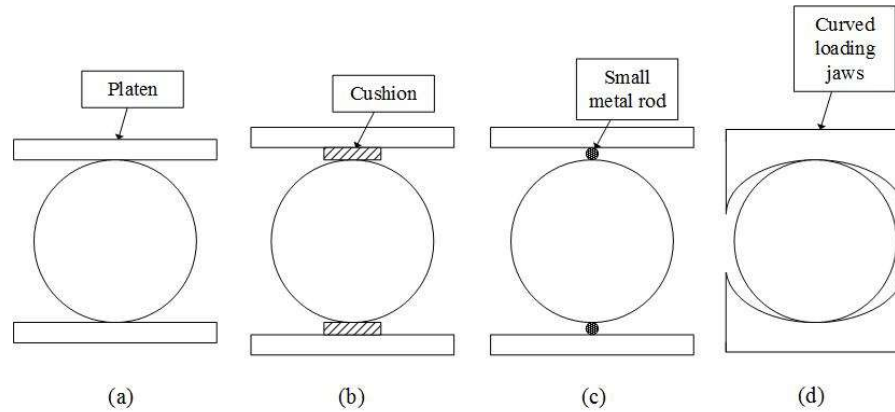 Platen
Cushion
Small
metal rod
Curved
loading
jaws
(a)
(b)
(c)
(d)